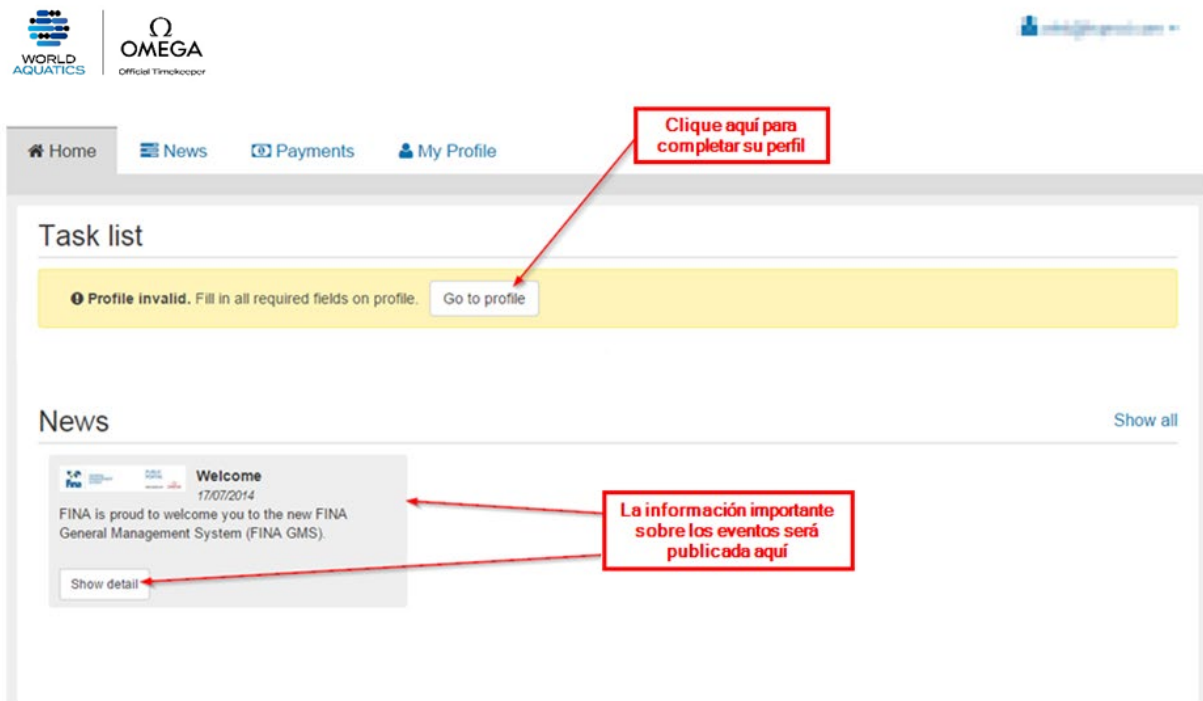 WORLD
AQUATICS
Ω
OMEGA
Official Timekeeper
Clique aquí para
completar su perfil
Home News Payments My Profile
Task list
Profile invalid. Fill in all required fields on profile. Go to profile
News Show all
fina
Welcome
17/07/2014
FINA is proud to welcome you to the new FINA
General Management System (FINA GMS).
Show detail
La información importante
sobre los eventos será
publicada aquí